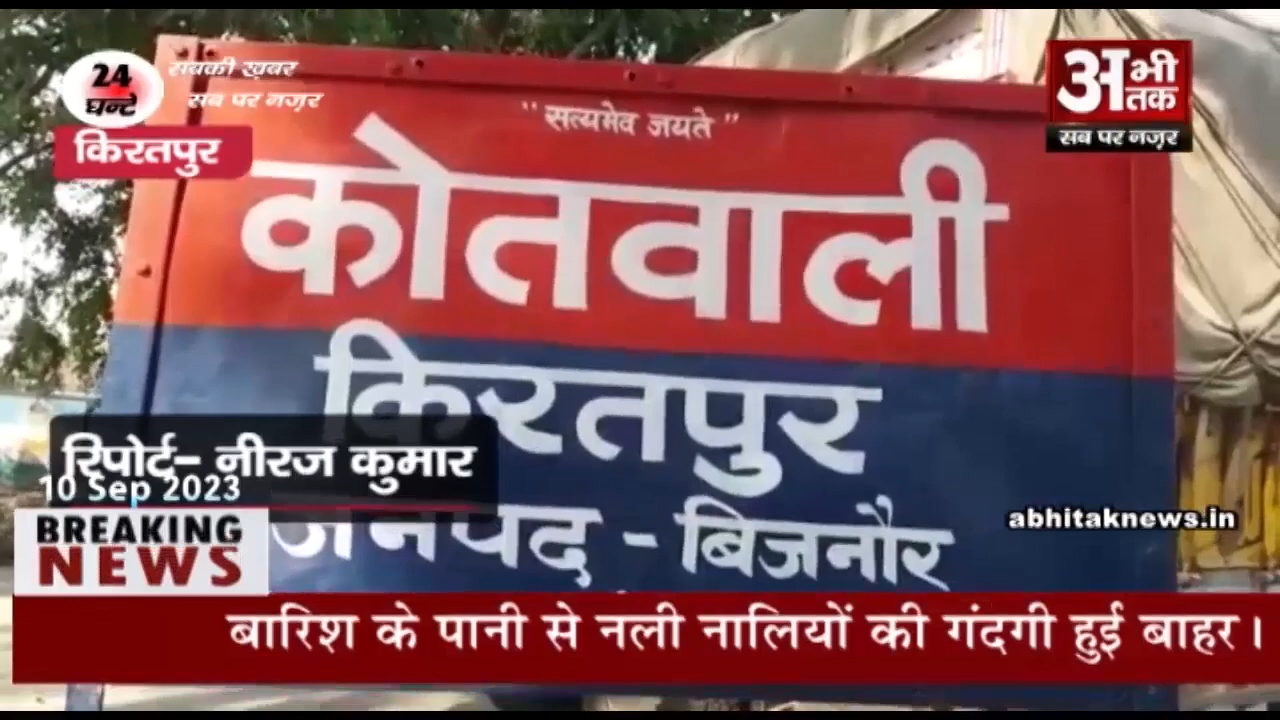 24 घन्टे
सबकी ख़बर
सब पर नज़र
अभी तक
सब पर नज़र
किरतपुर
" सत्यमेव जयते "
कोतवाली
किरतपुर
रिपोर्ट- नीरज कुमार
10 Sep 2023
जनपद - बिजनौर
abhitaknews.in
BREAKING
NEWS
बारिश के पानी से नली नालियों की गंदगी हुई बाहर।